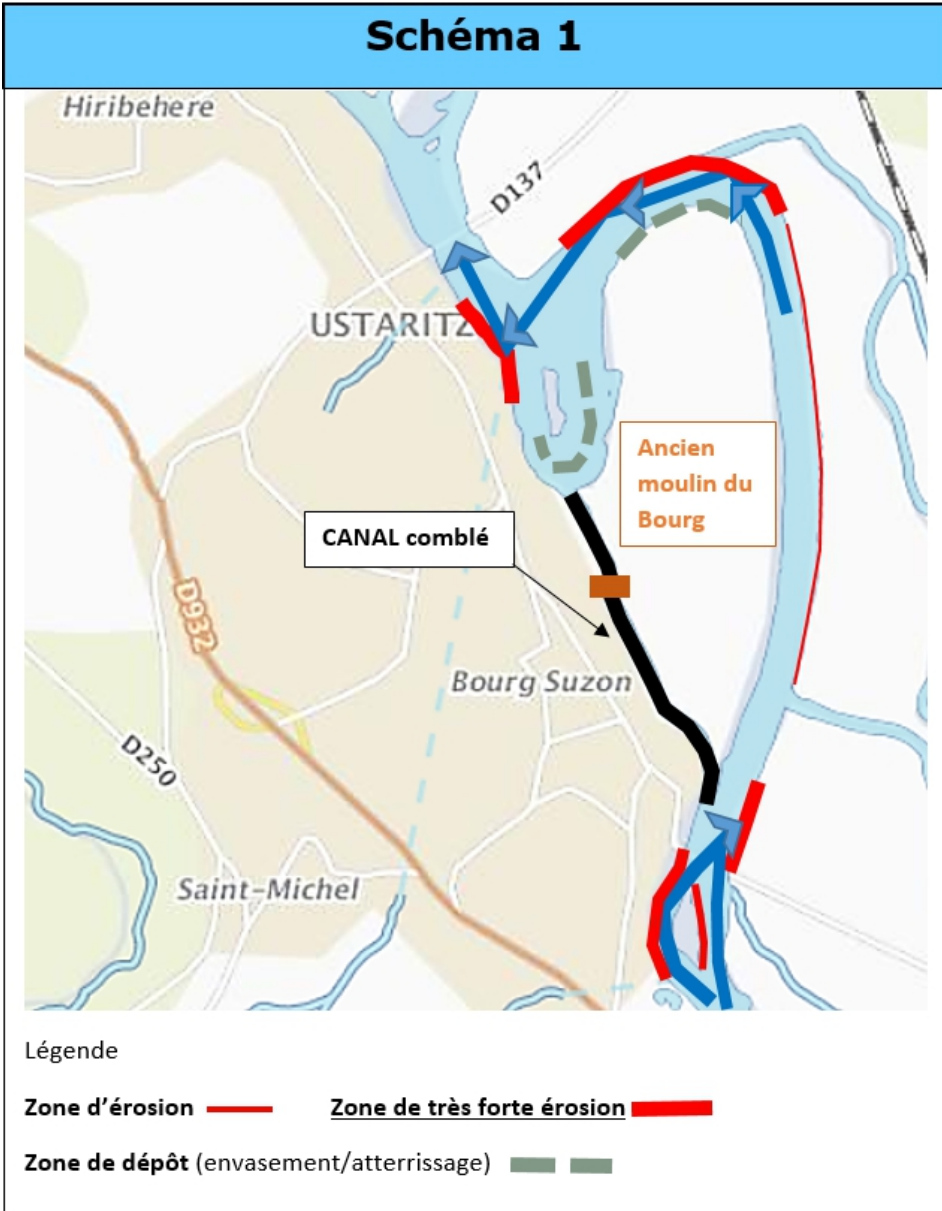 Schéma 1
Hiribehere
D137
USTARITZ
Ancien
moulin du
Bourg
CANAL comblé
D932
Bourg Suzon
D250
Saint-Michel
Légende
Zone d'érosion
Zone de très forte érosion
Zone de dépôt (envasement/atterrissage)